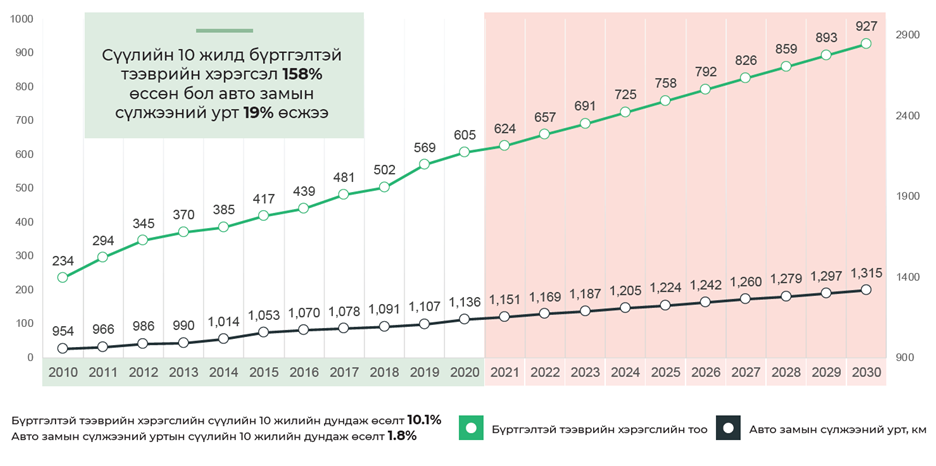 1000
900
800
700
600
500
400
300
200
100
0
2900
2400
1900
1400
900
Сүүлийн 10 жилд бүртгэлтэй
тээврийн хэрэгсэл 158%
өссөн бол авто замын
сүлжээний урт 19% өсжээ
234 294 345 370 385 417 439 481 502 569 605 624 657 691 725 758 792 826 859 893 927
954 966 986 990 1,014 1,053 1,070 1,078 1,091 1,107 1,136 1,151 1,169 1,187 1,205 1,224 1,242 1,260 1,279 1,297 1,315
2010 2011 2012 2013 2014 2015 2016 2017 2018 2019 2020 2021 2022 2023 2024 2025 2026 2027 2028 2029 2030
Бүртгэлтэй тээврийн хэрэгслийн сүүлийн 10 жилийн дундаж өсөлт 10.1%
Авто замын сүлжээний уртын сүүлийн 10 жилийн дундаж өсөлт 1.8%
Бүртгэлтэй тээврийн хэрэгслийн тоо
Авто замын сүлжээний урт, км